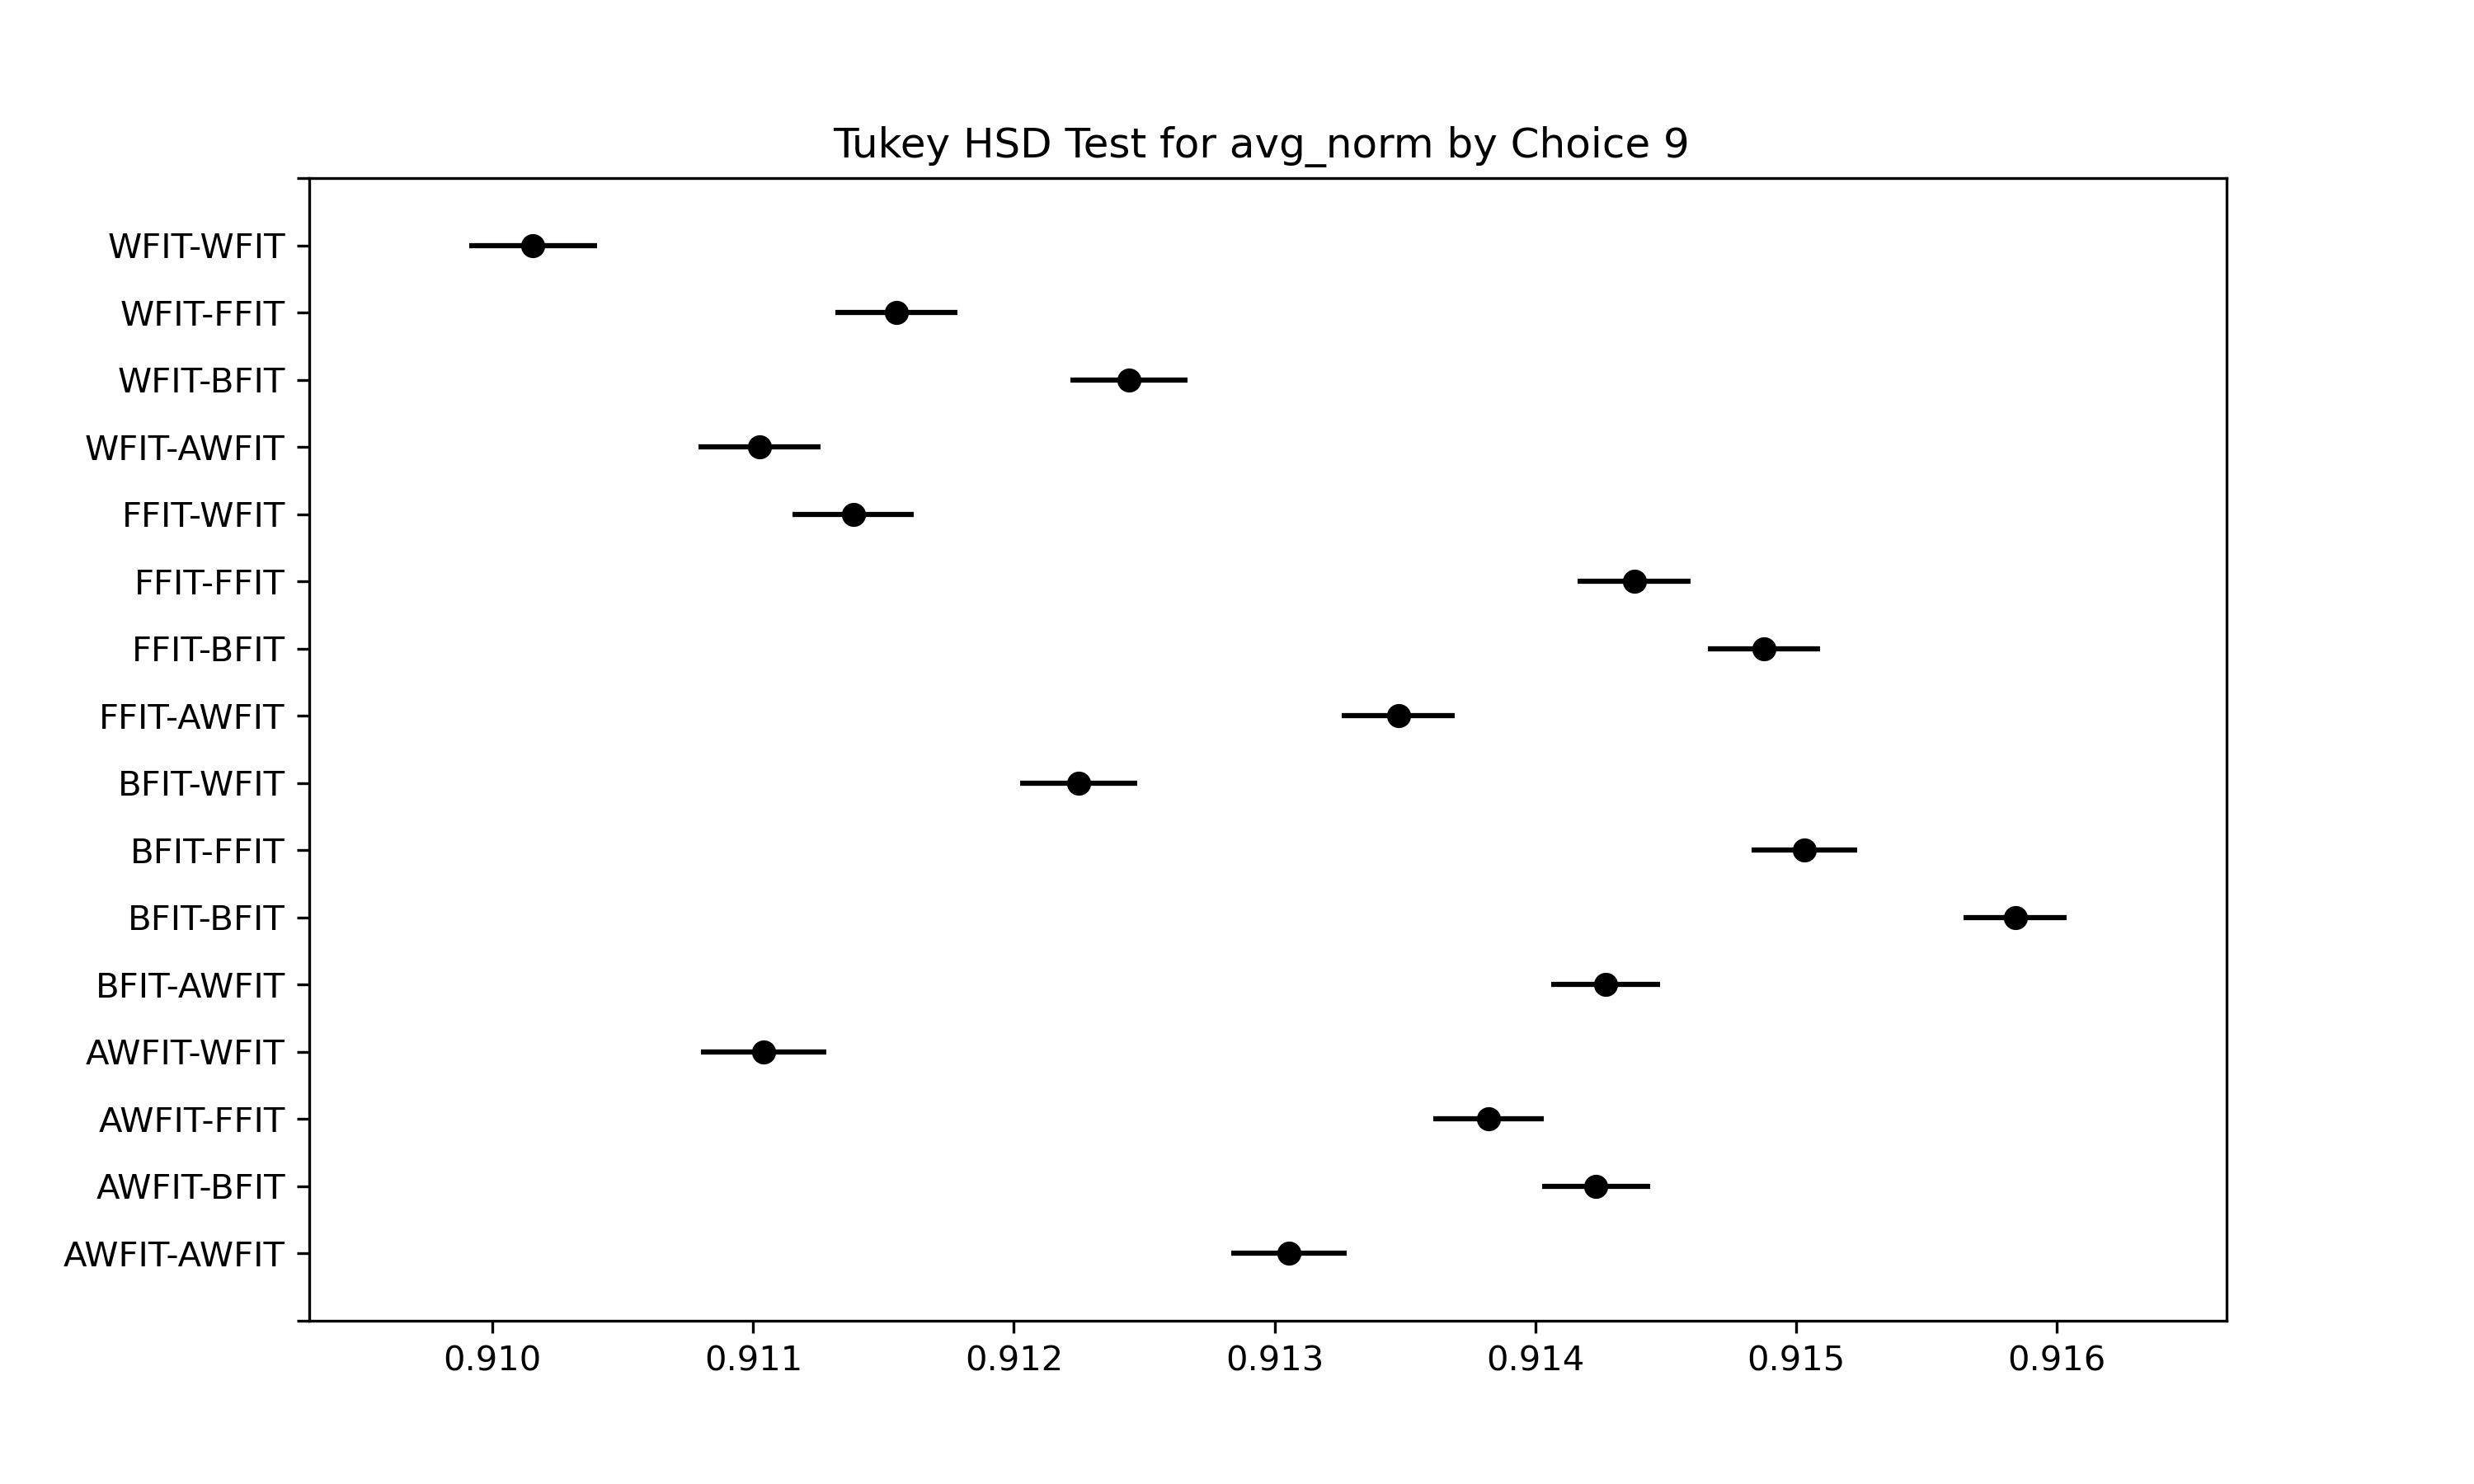 Tukey HSD Test for avg_norm by Choice 9
WFIT-WFIT
WFIT-FFIT
WFIT-BFIT
WFIT-AWFIT
FFIT-WFIT
FFIT-FFIT
FFIT-BFIT
FFIT-AWFIT
BFIT-WFIT
BFIT-FFIT
BFIT-BFIT
BFIT-AWFIT
AWFIT-WFIT
AWFIT-FFIT
AWFIT-BFIT
AWFIT-AWFIT
0.910 0.911 0.912 0.913 0.914 0.915 0.916